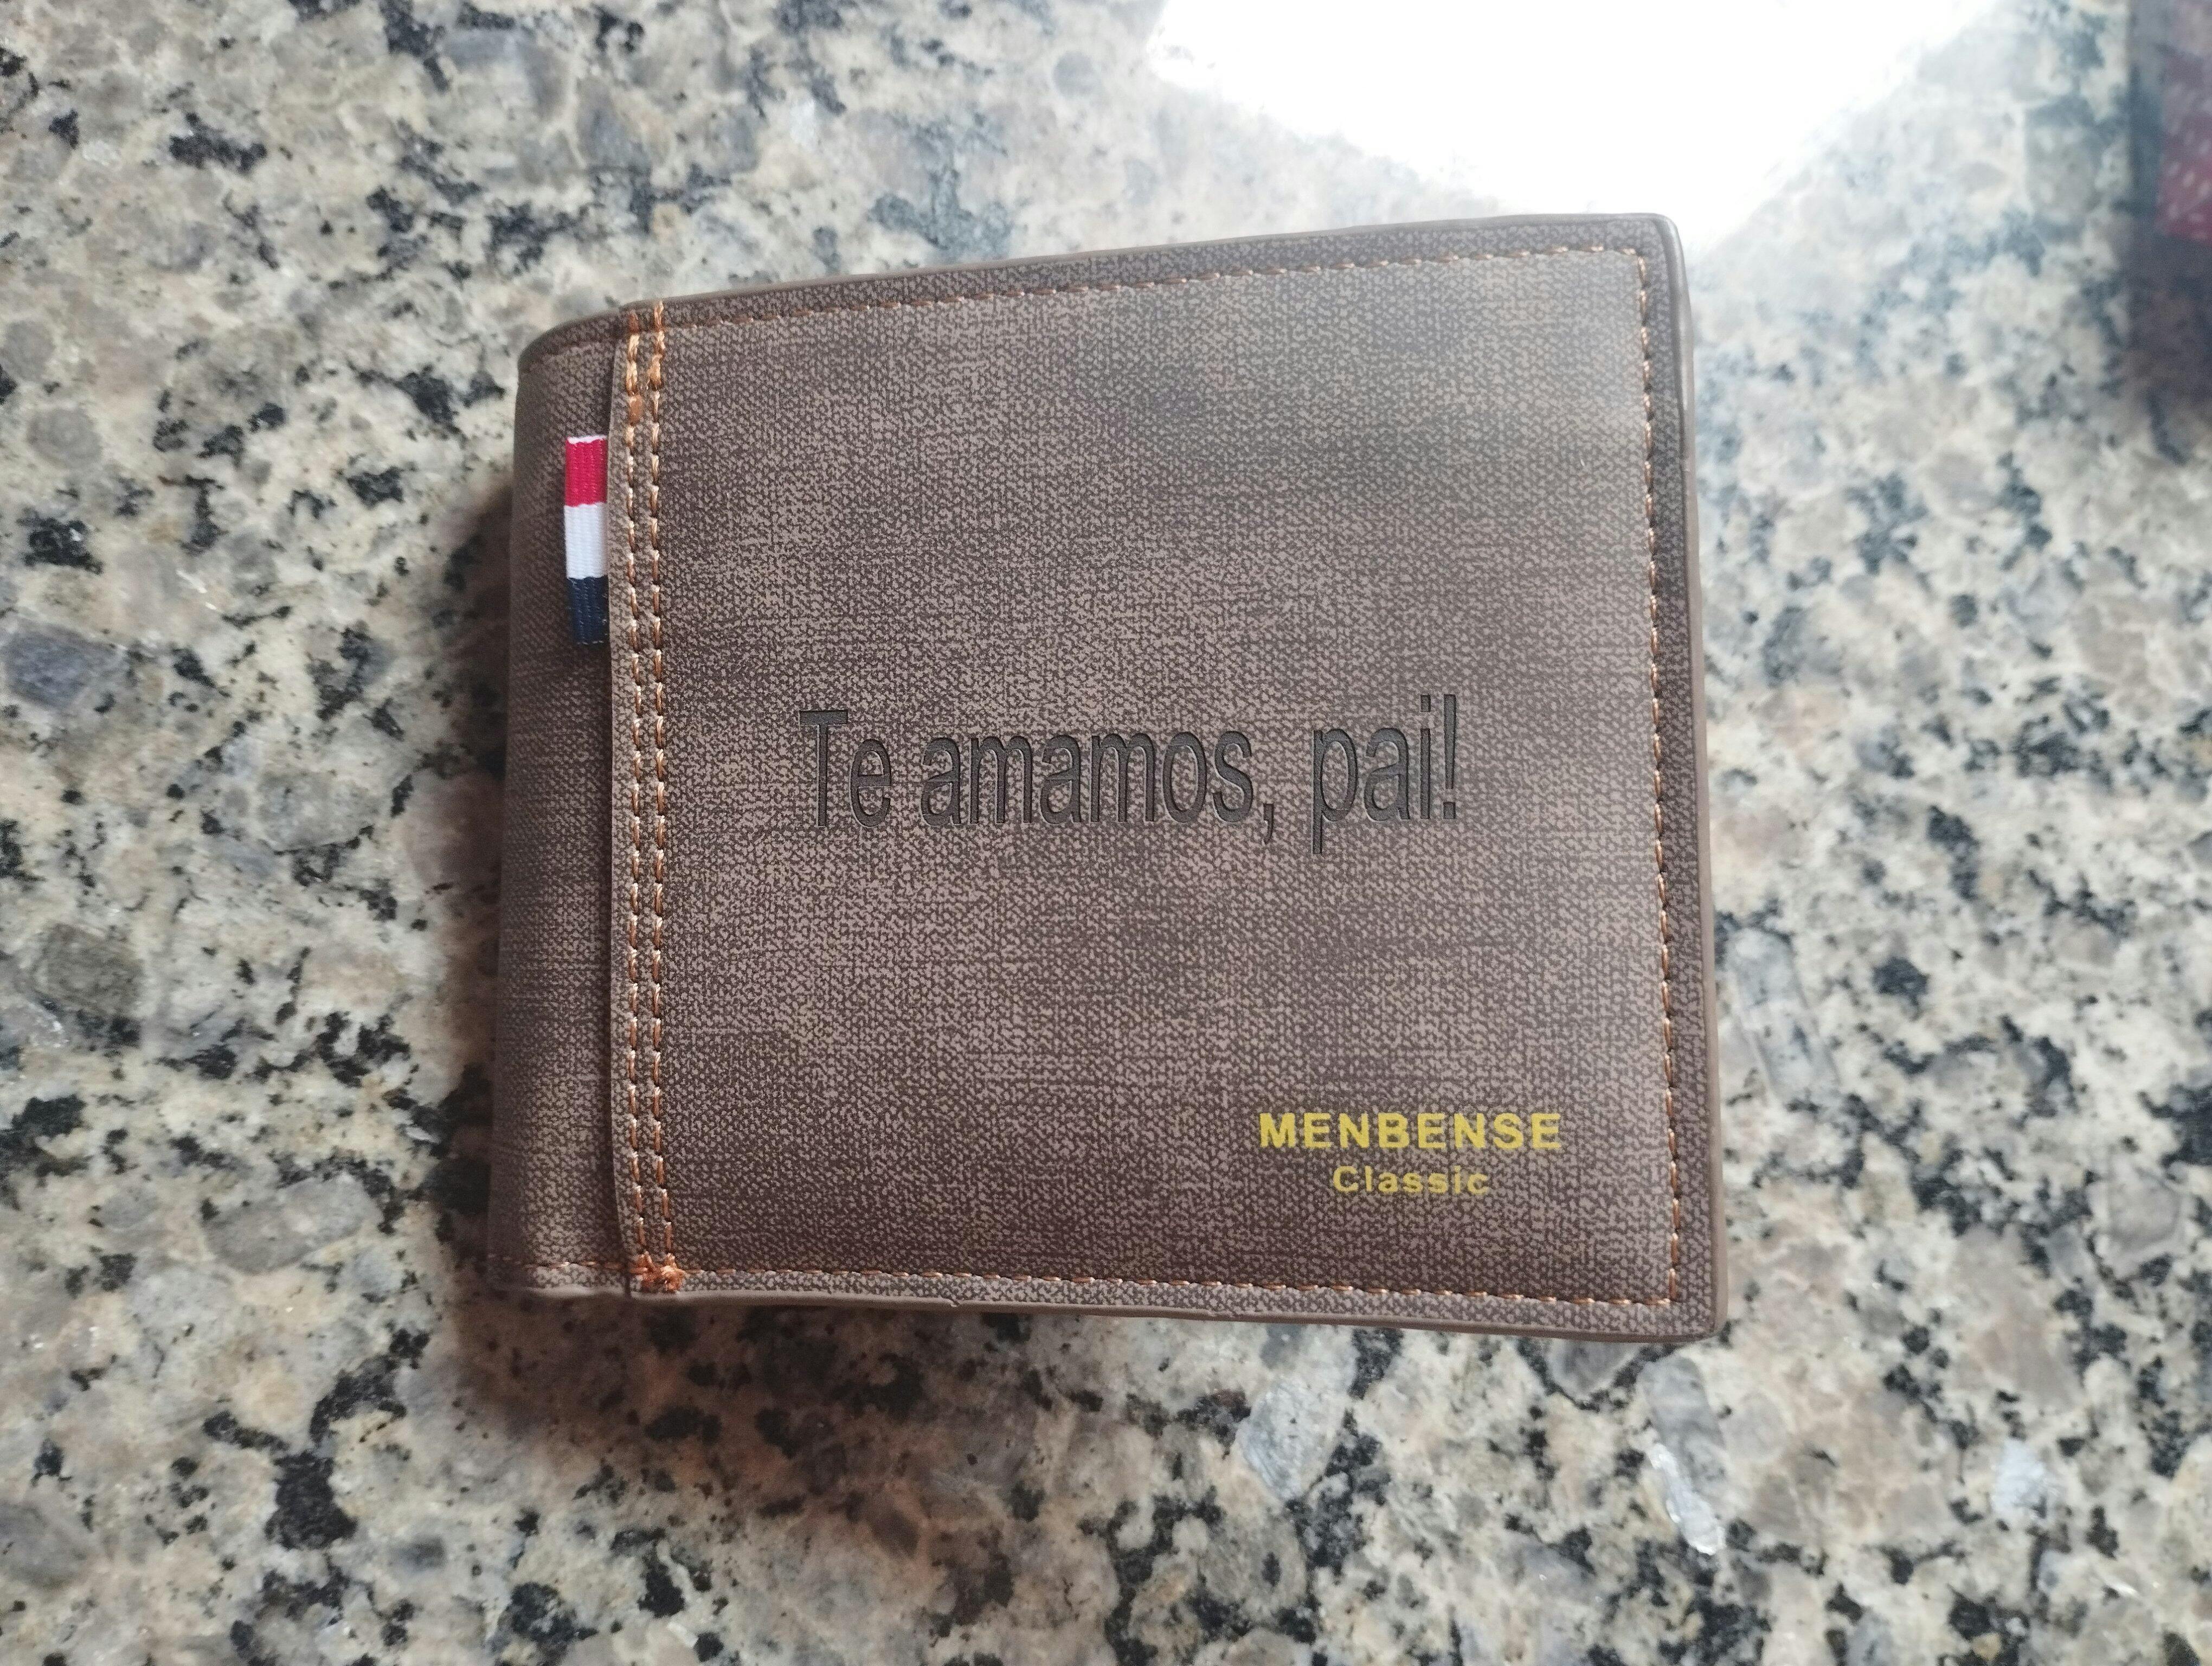 Te amamos, pai!
MENBENSE
Classic